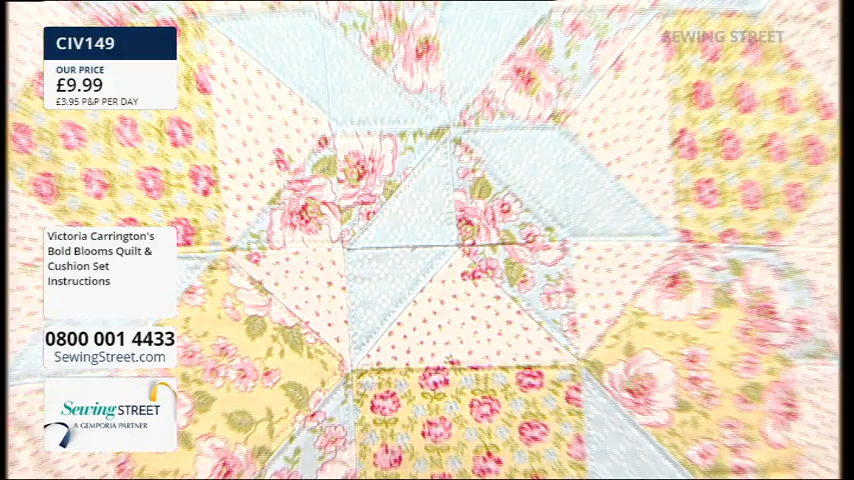 CIV149
OUR PRICE
£9.99
£3.95 P&P PER DAY
SEWING STREET
Victoria Carrington's
Bold Blooms Quilt &
Cushion Set
Instructions
0800 001 4433
SewingStreet.com
Sewing STREET
A GEMPORIA PARTNER